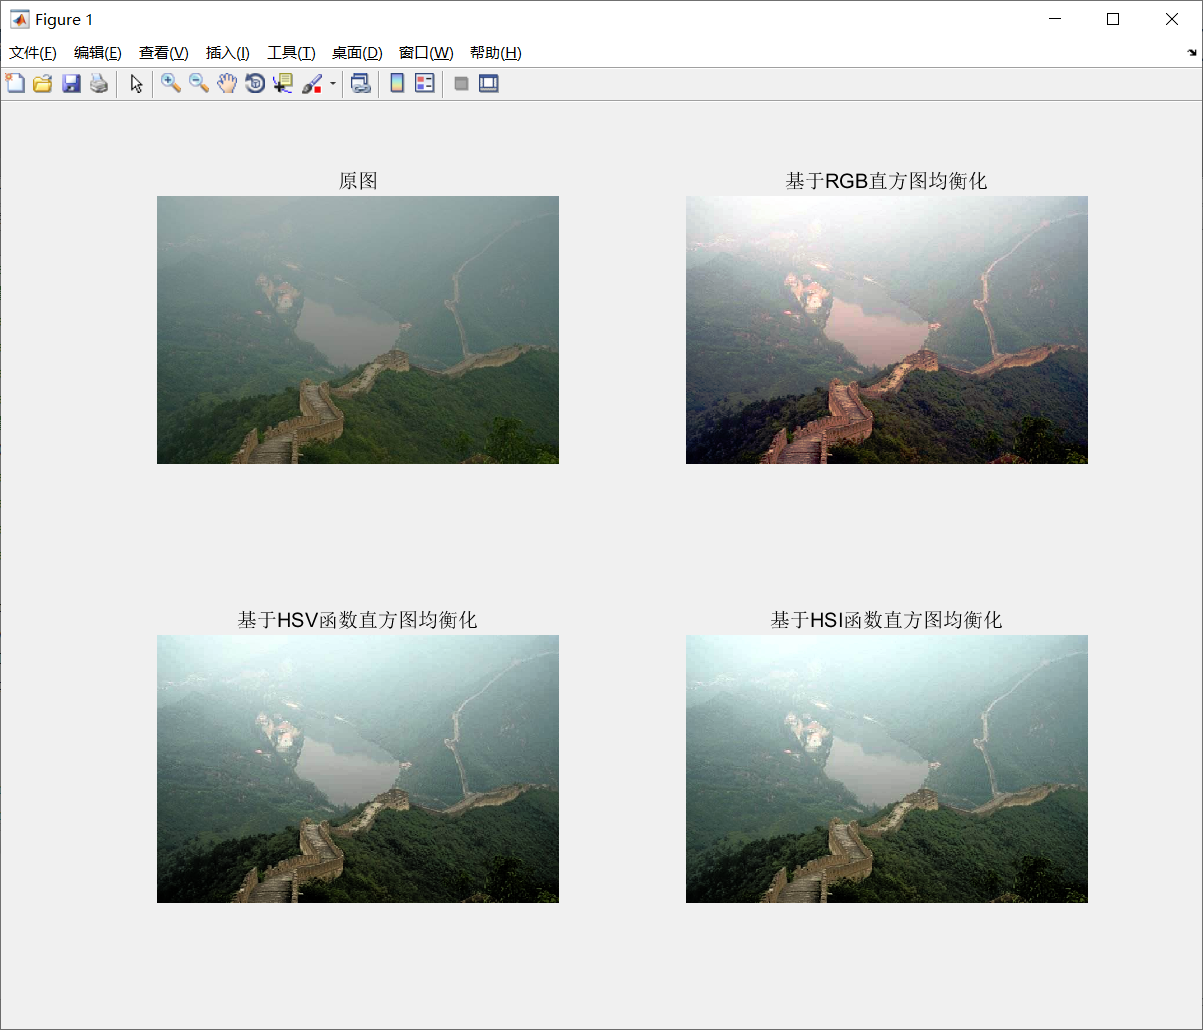 Figure 1
文件(F) 编辑(E) 查看(V) 插入(I) 工具(T) 桌面(D) 窗口(W) 帮助(H)
原图
基于RGB直方图均衡化
基于HSV函数直方图均衡化
基于HSI函数直方图均衡化